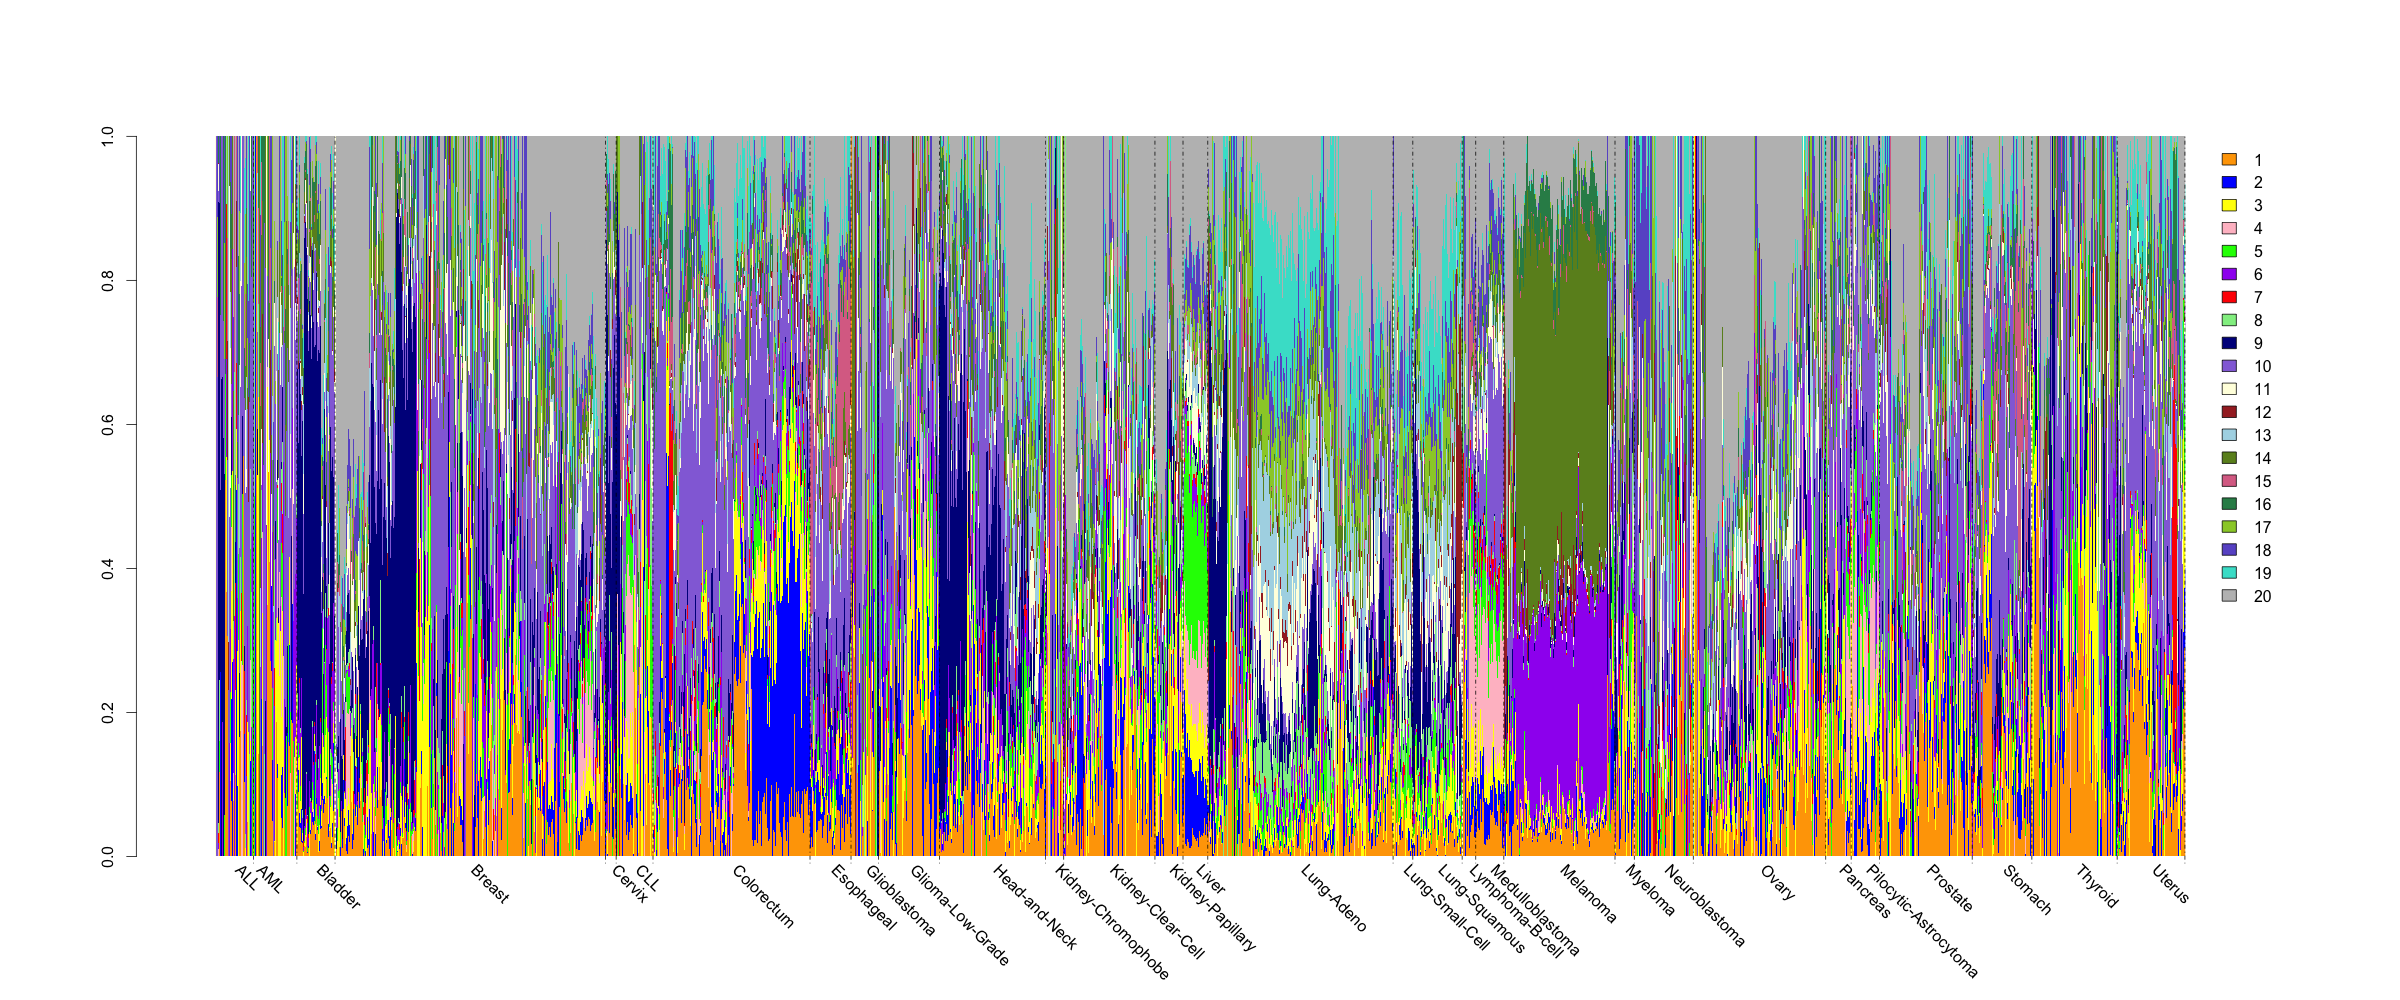 1.0
0.8
0.6
0.4
0.2
0.0
ALL
AML
Bladder
Breast
Cervix
CLL
Colorectum
Esophageal
Glioblastoma
Glioma-Low-Grade
Head-and-Neck
Kidney-Chromophobe
Kidney-Clear-Cell
Kidney-Papillary
Liver
Lung-Adeno
Lung-Small-Cell
Lung-Squamous
Lymphoma-B-cell
Medulloblastoma
Melanoma
Myeloma
Neuroblastoma
Ovary
Pancreas
Pilocytic-Astrocytoma
Prostate
Stomach
Thyroid
Uterus
1
2
3
4
5
6
7
8
9
10
11
12
13
14
15
16
17
18
19
20